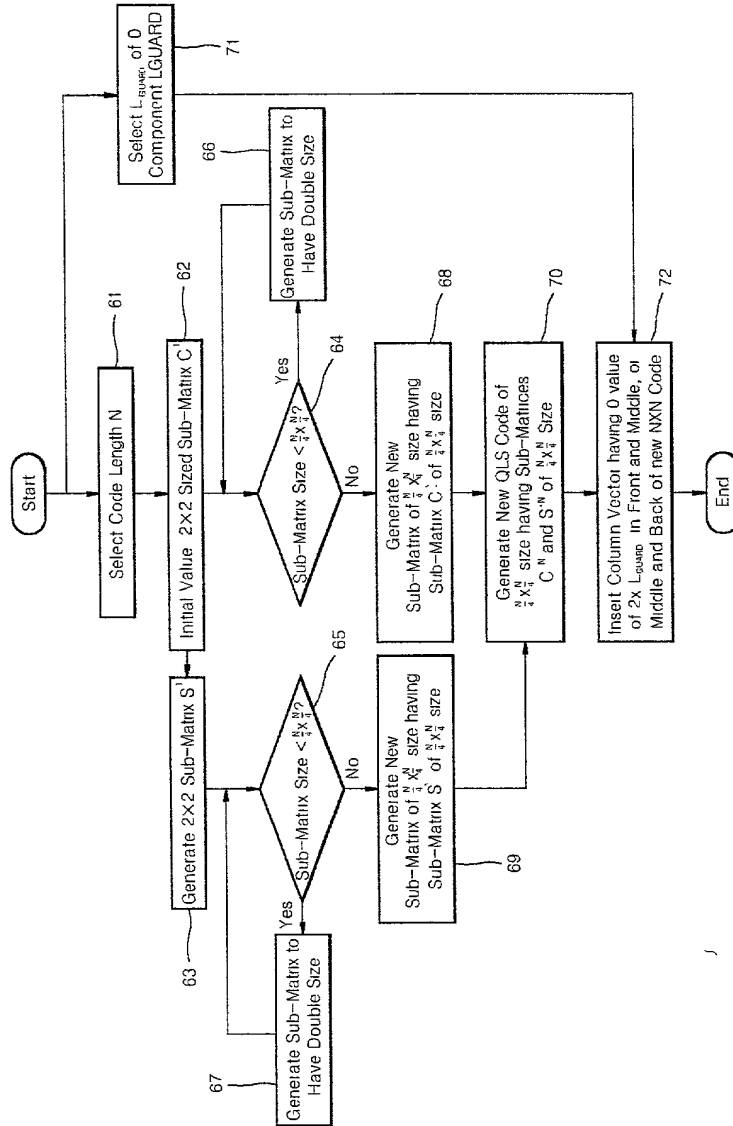 Start
Select Code Length N
61
Select L_GUARD of 0
Component LGUARD
71
Initial Value 2×2 Sized Sub-Matrix C'
62
Generate 2×2 Sub-Matrix S'
63
Sub-Matrix Size < N/4 × N/4?
64
Yes
No
Generate Sub-Matrix to
Have Double Size
66
Sub-Matrix Size < N/4 × N/4?
65
Yes
No
Generate Sub-Matrix to
Have Double Size
67
Generate New
Sub-Matrix of N/4 × N/4 size having
Sub-Matrix C' of N/4 × N/4 size
68
Generate New
Sub-Matrix of N/4 × N/4 size having
Sub-Matrix S' of N/4 × N/4 size
69
Generate New QLS Code of
N/4 × N/4 size having Sub-Matrices
C'N and S'N of N/4 × N/4 Size
70
Insert Column Vector having 0 value
of 2x L_GUARD in Front and Middle, or
Middle and Back of new NXN Code
72
End